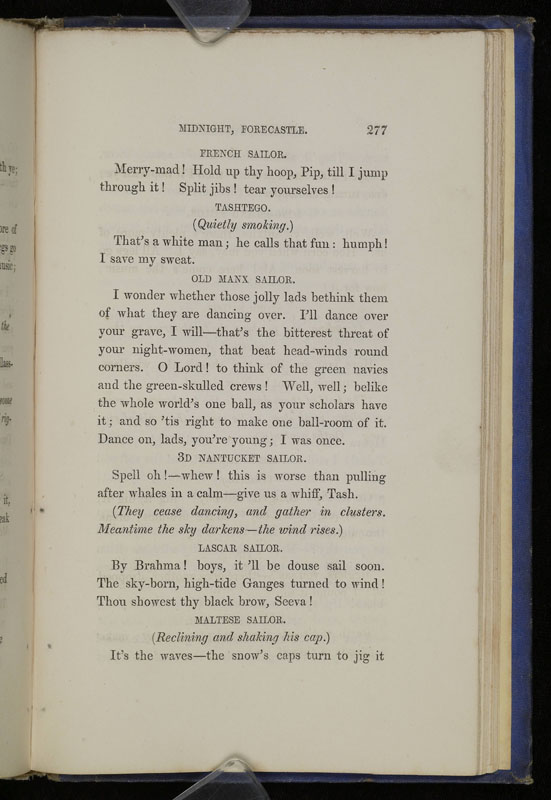 MIDNIGHT, FORECASTLE. 277
FRENCH SAILOR.
Merry-mad! Hold up thy hoop, Pip, till I jump
through it! Split jibs! tear yourselves!
TASHTEGO.
(Quietly smoking.)
That's a white man; he calls that fun: humph!
I save my sweat.
OLD MANX SAILOR.
I wonder whether those jolly lads bethink them
of what they are dancing over. I'll dance over
your grave, I will—that's the bitterest threat of
your night-women, that beat head-winds round
corners. O Lord! to think of the green navies
and the green-skulled crews! Well, well; belike
the whole world's one ball, as your scholars have
it; and so 'tis right to make one ball-room of it.
Dance on, lads, you're young; I was once.
3D NANTUCKET SAILOR.
Spell oh!—whew! this is worse than pulling
after whales in a calm—give us a whiff, Tash.
(They cease dancing, and gather in clusters.
Meantime the sky darkens—the wind rises.)
LASCAR SAILOR.
By Brahma! boys, it 'll be douse sail soon.
The sky-born, high-tide Ganges turned to wind!
Thou showest thy black brow, Seeva!
MALTESE SAILOR.
(Reclining and shaking his cap.)
It's the waves—the snow's caps turn to jig it